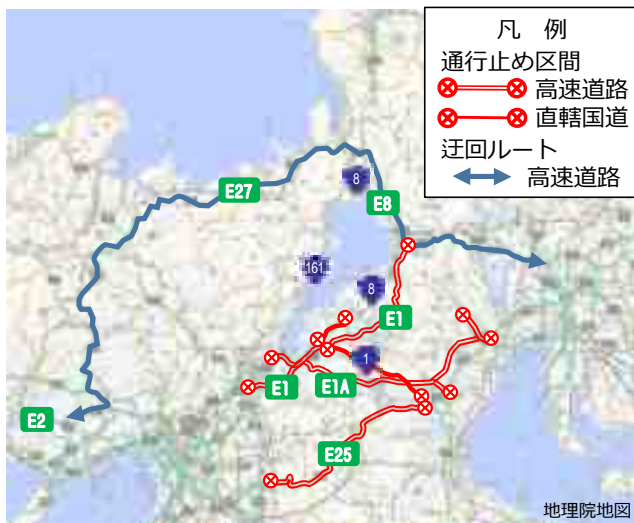 凡 例
通行止め区間
高速道路
直轄国道
迂回ルート
高速道路
8
E27
E8
161
8
E1
1
E1
E1A
E2
E25
地理院地図